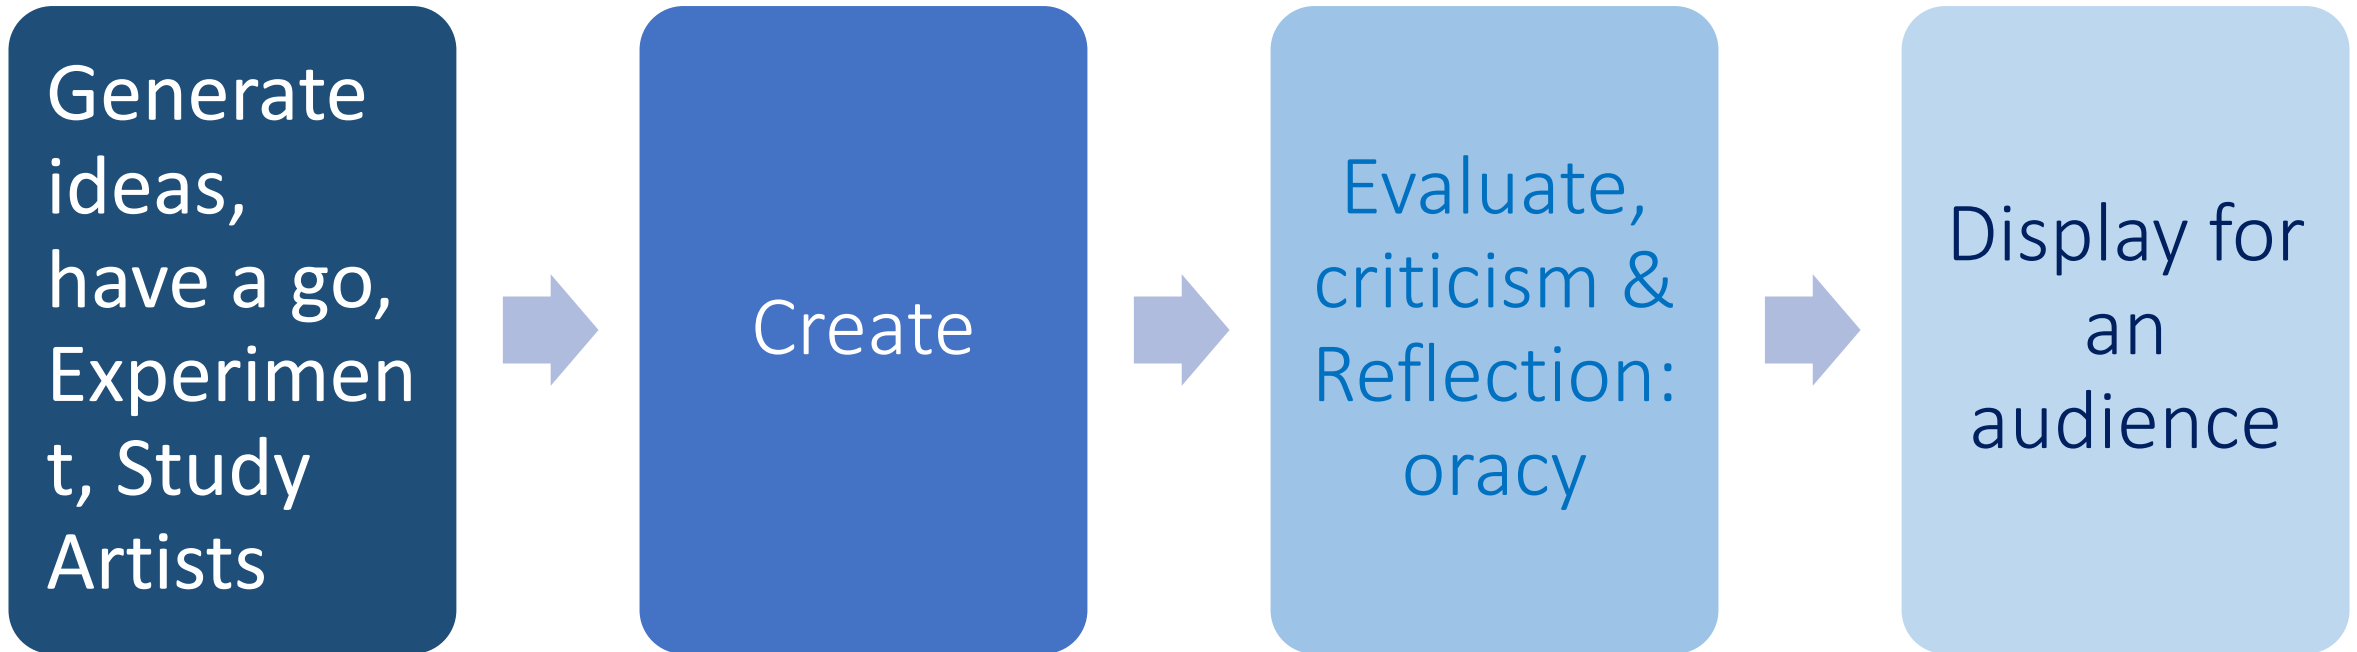 Generate
ideas,
have a go,
Experimen
t, Study
Artists
Create
Evaluate,
criticism &
Reflection:
oracy
Display for
an
audience